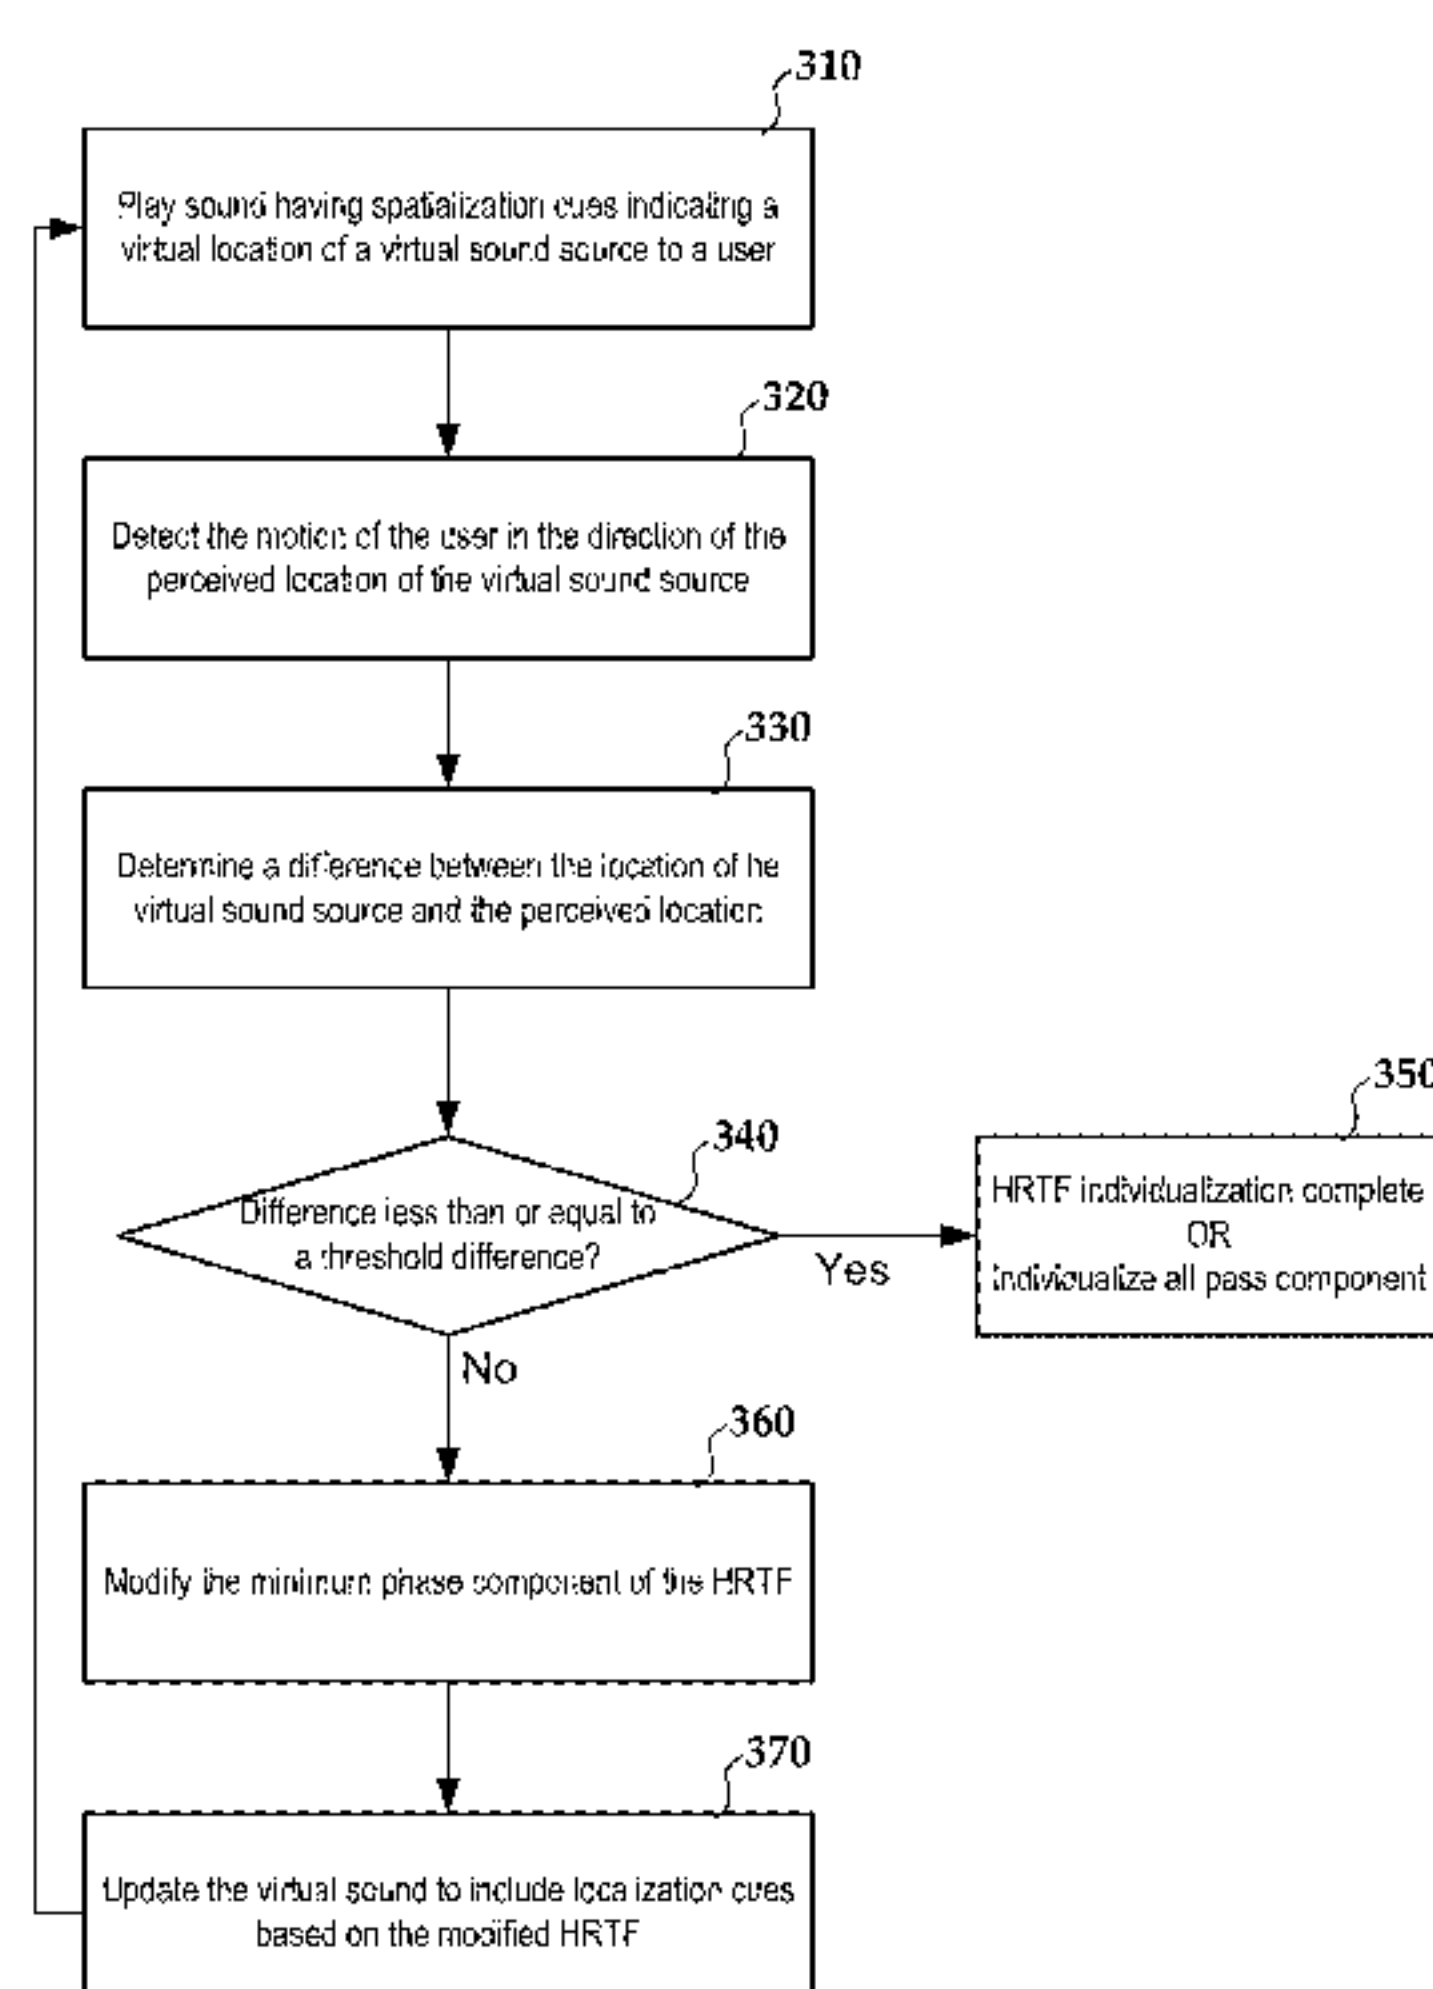 310
Play sound having spatialization cues indicating a
virtual location of a virtual sound source to a user
320
Detect the motion of the user in the direction of the
perceived location of the virtual sound source
330
Determine a difference between the location of he
virtual sound source and the perceived location
340
Difference less than or equal to
a threshold difference?
Yes
350
HRTF individualization complete
OR
individualize all pass component
No
360
Modify the minimum phase component of the HRTF
370
Update the virtual sound to include localization cues
based on the modified HRTF